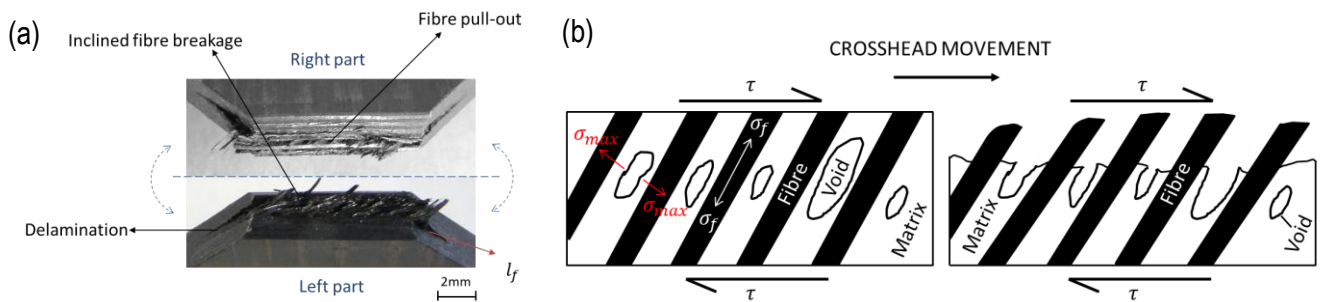 (a)
Fibre pull-out
Inclined fibre breakage
Right part
Delamination
l_f
Left part
2mm
(b)
CROSSHEAD MOVEMENT
τ
τ
σ_max
σ_max
σ_f
σ_f
Fibre
Void
Matrix
τ
Matrix
Fibre
Void
τ